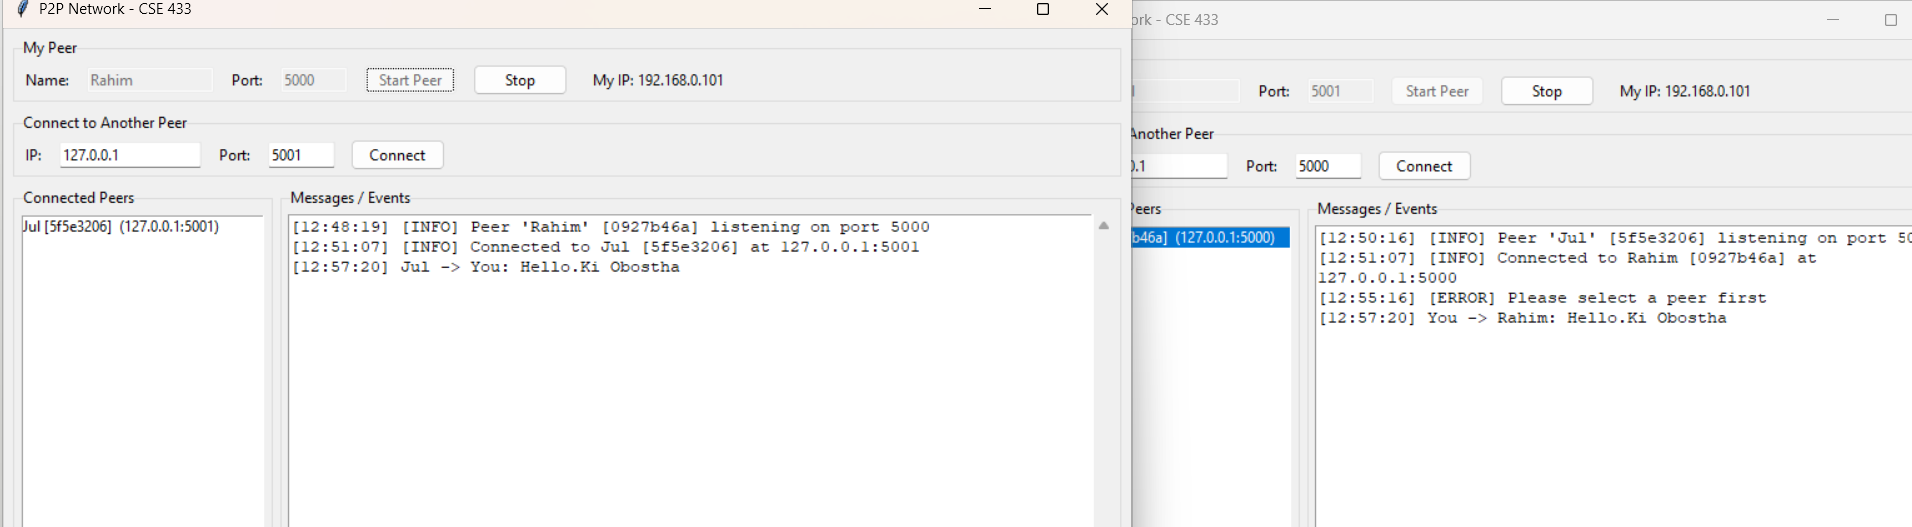 P2P Network - CSE 433
My Peer
Name: Rahim Port: 5000 Start Peer Stop My IP: 192.168.0.101
Connect to Another Peer
IP: 127.0.0.1 Port: 5001 Connect
Connected Peers
Jul [5f5e3206] (127.0.0.1:5001)
Messages / Events
[12:48:19] [INFO] Peer 'Rahim' [0927b46a] listening on port 5000
[12:51:07] [INFO] Connected to Jul [5f5e3206] at 127.0.0.1:5001
[12:57:20] Jul -> You: Hello.Ki Obostha
ork - CSE 433
Port: 5001 Start Peer Stop My IP: 192.168.0.101
Another Peer
0.1 Port: 5000 Connect
Peers
b46a] (127.0.0.1:5000)
Messages / Events
[12:50:16] [INFO] Peer 'Jul' [5f5e3206] listening on port 50
[12:51:07] [INFO] Connected to Rahim [0927b46a] at
127.0.0.1:5000
[12:55:16] [ERROR] Please select a peer first
[12:57:20] You -> Rahim: Hello.Ki Obostha